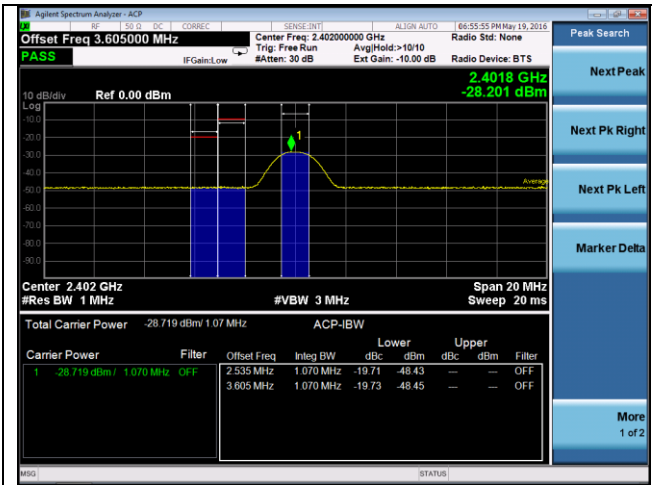 Agilent Spectrum Analyzer - ACP
RF 50 Ω DC CORREC SENSE:INT ALIGN AUTO 06:55:55 PM May 19, 2016
Offset Freq 3.605000 MHz Center Freq: 2.402000000 GHz Radio Std: None
Trig: Free Run Avg|Hold:>10/10
PASS IFGain:Low #Atten: 30 dB Ext Gain: -10.00 dB Radio Device: BTS
2.4018 GHz
10 dB/div Ref 0.00 dBm -28.201 dBm
Log
-10.0
-20.0
1
-30.0
-40.0
Average
-50.0
-60.0
-70.0
-80.0
-90.0
Center 2.402 GHz Span 20 MHz
#Res BW 1 MHz #VBW 3 MHz Sweep 20 ms
Total Carrier Power -28.719 dBm/ 1.07 MHz ACP-IBW
Lower Upper
Carrier Power Filter Offset Freq Integ BW dBc dBm dBc dBm Filter
1 -28.719 dBm / 1.070 MHz OFF 2.535 MHz 1.070 MHz -19.71 -48.43 --- --- OFF
3.605 MHz 1.070 MHz -19.73 -48.45 --- --- OFF
MSG STATUS
Peak Search
Next Peak
Next Pk Right
Next Pk Left
Marker Delta
More
1 of 2